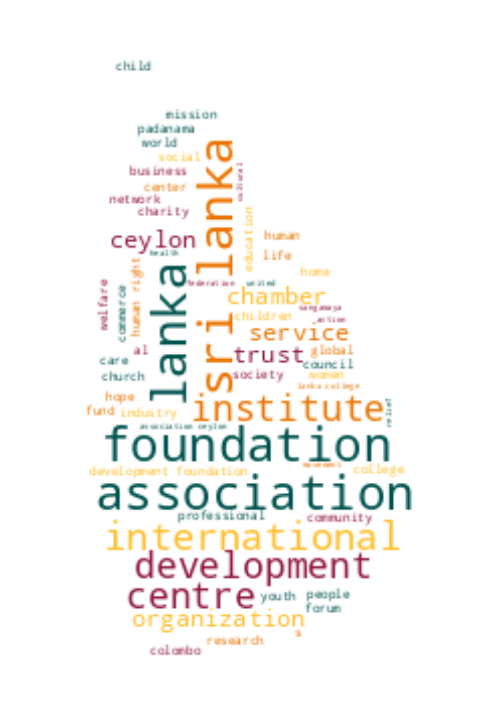 child
mission
padanama
world
social
business
center
network
charity
sri lanka
cultural
education
ceylon
human
life
health
lanka
human right
commerce
welfare
federation
united
home
chamber
sangamaya
children
action
service
al
trust
global
care
council
church
society
women
lanka college
hope
fund
industry
institute
relief
association ceylon
foundation
development foundation
movement
college
association
professional
community
international
development
centre
youth
people
forum
organization
s
research
colombo